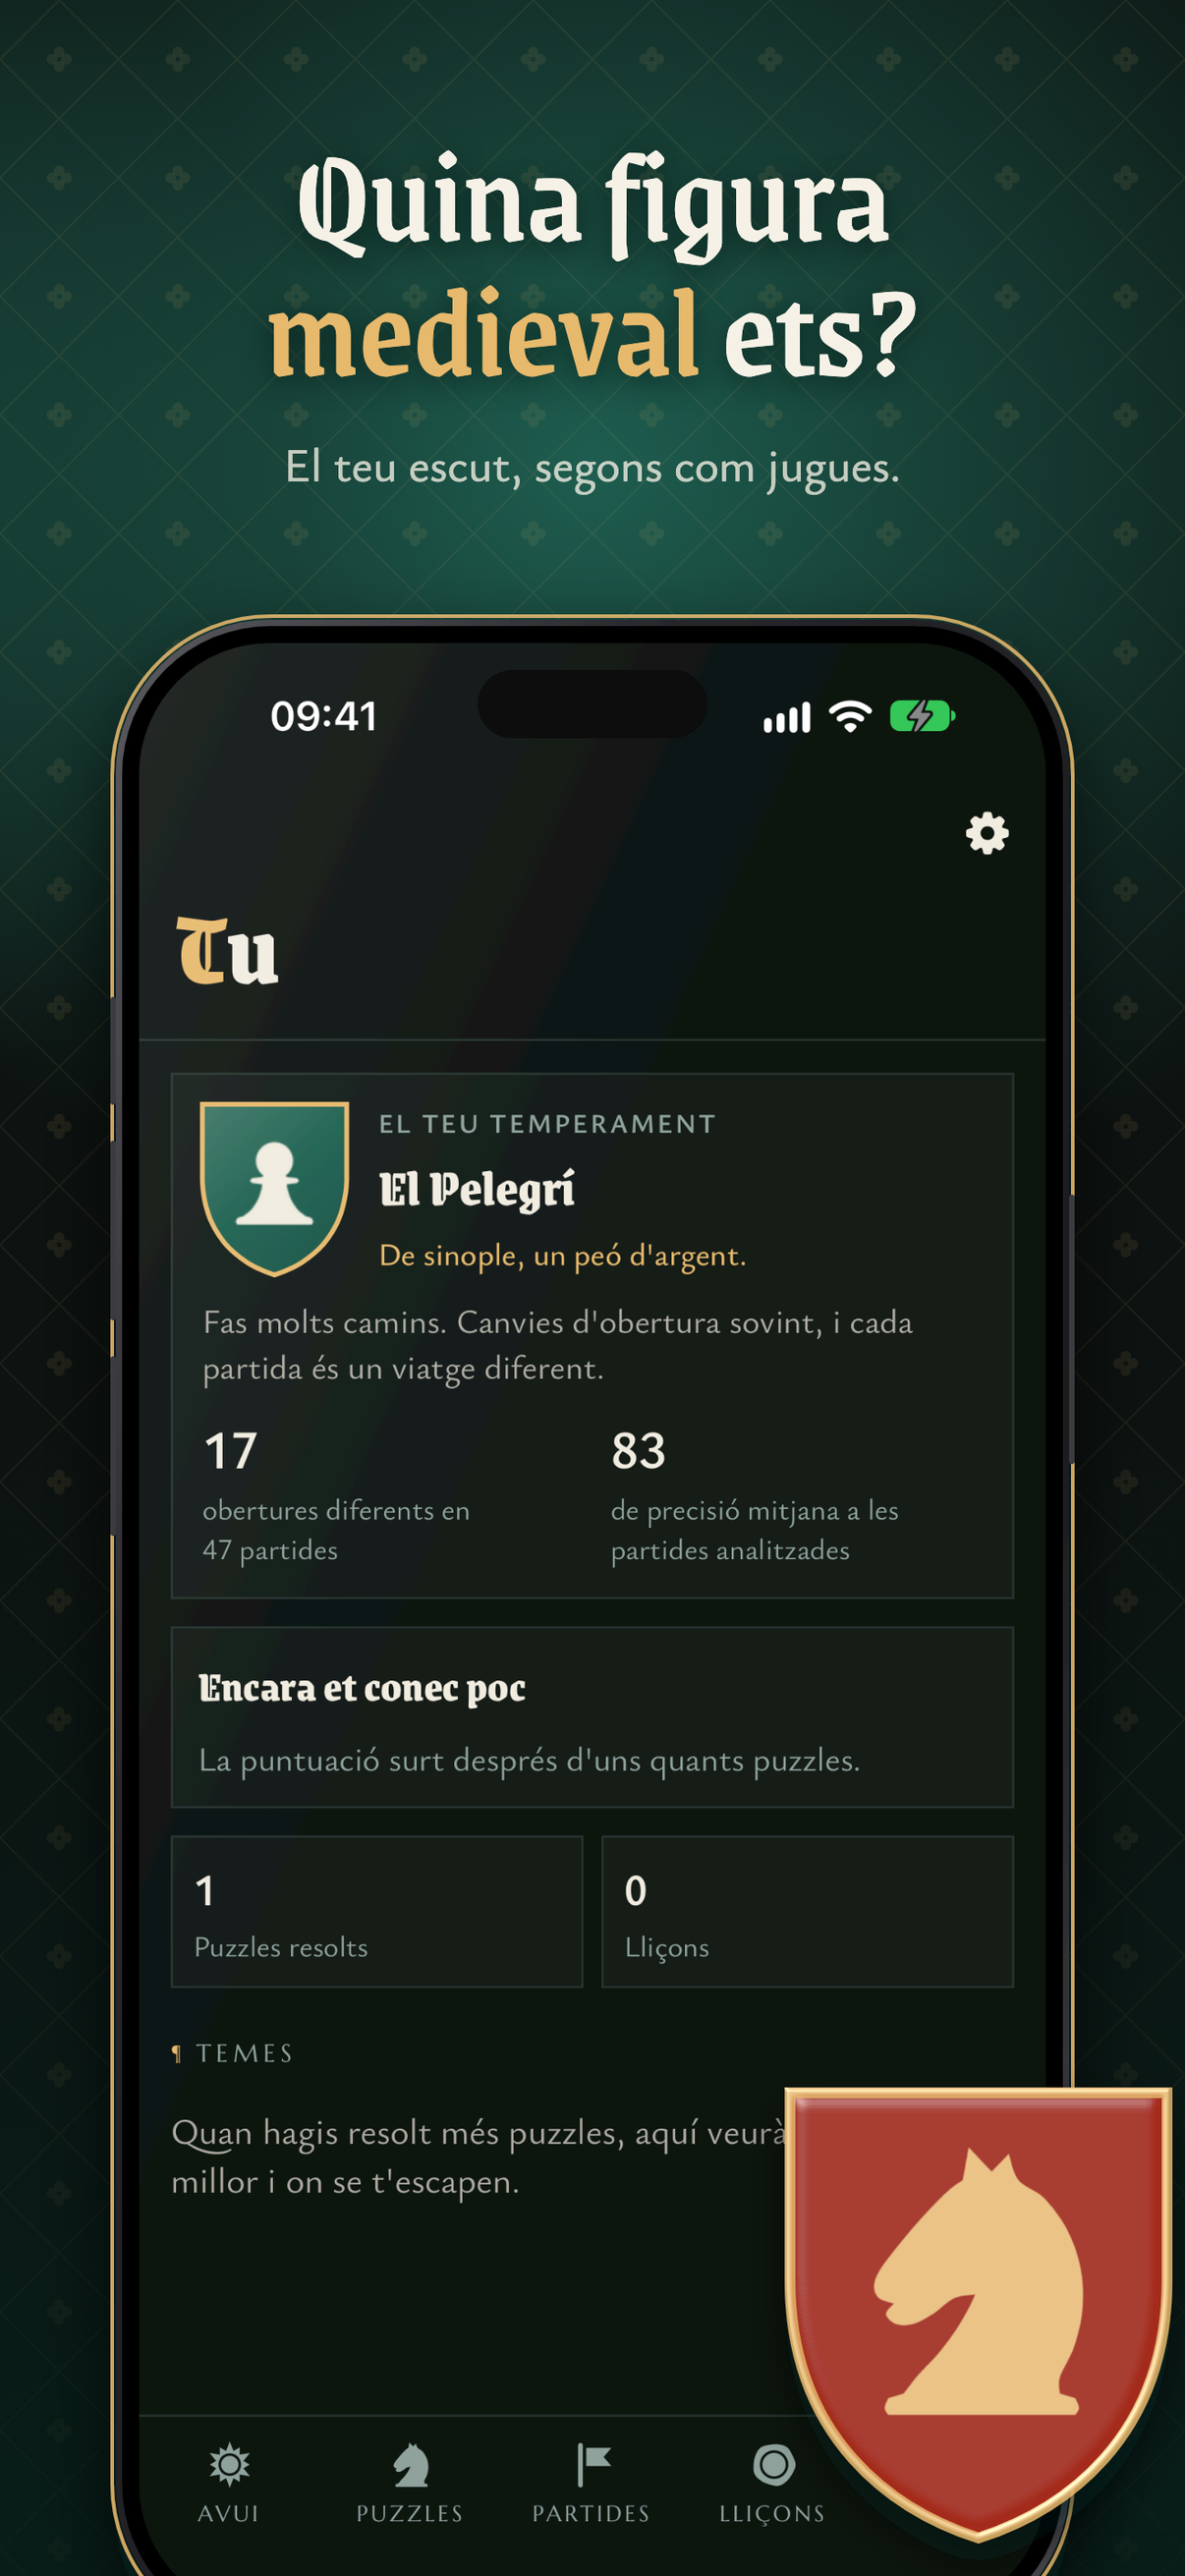 Quina figura
medieval ets?
El teu escut, segons com jugues.
09:41
Tu
EL TEU TEMPERAMENT
El Pelegrí
De sinople, un peó d'argent.
Fas molts camins. Canvies d'obertura sovint, i cada
partida és un viatge diferent.
17
obertures diferents en
47 partides
83
de precisió mitjana a les
partides analitzades
Encara et conec poc
La puntuació surt després d'uns quants puzzles.
1
Puzzles resolts
0
Lliçons
¶ TEMES
Quan hagis resolt més puzzles, aquí veurà
millor i on se t'escapen.
AVUI
PUZZLES
PARTIDES
LLIÇONS